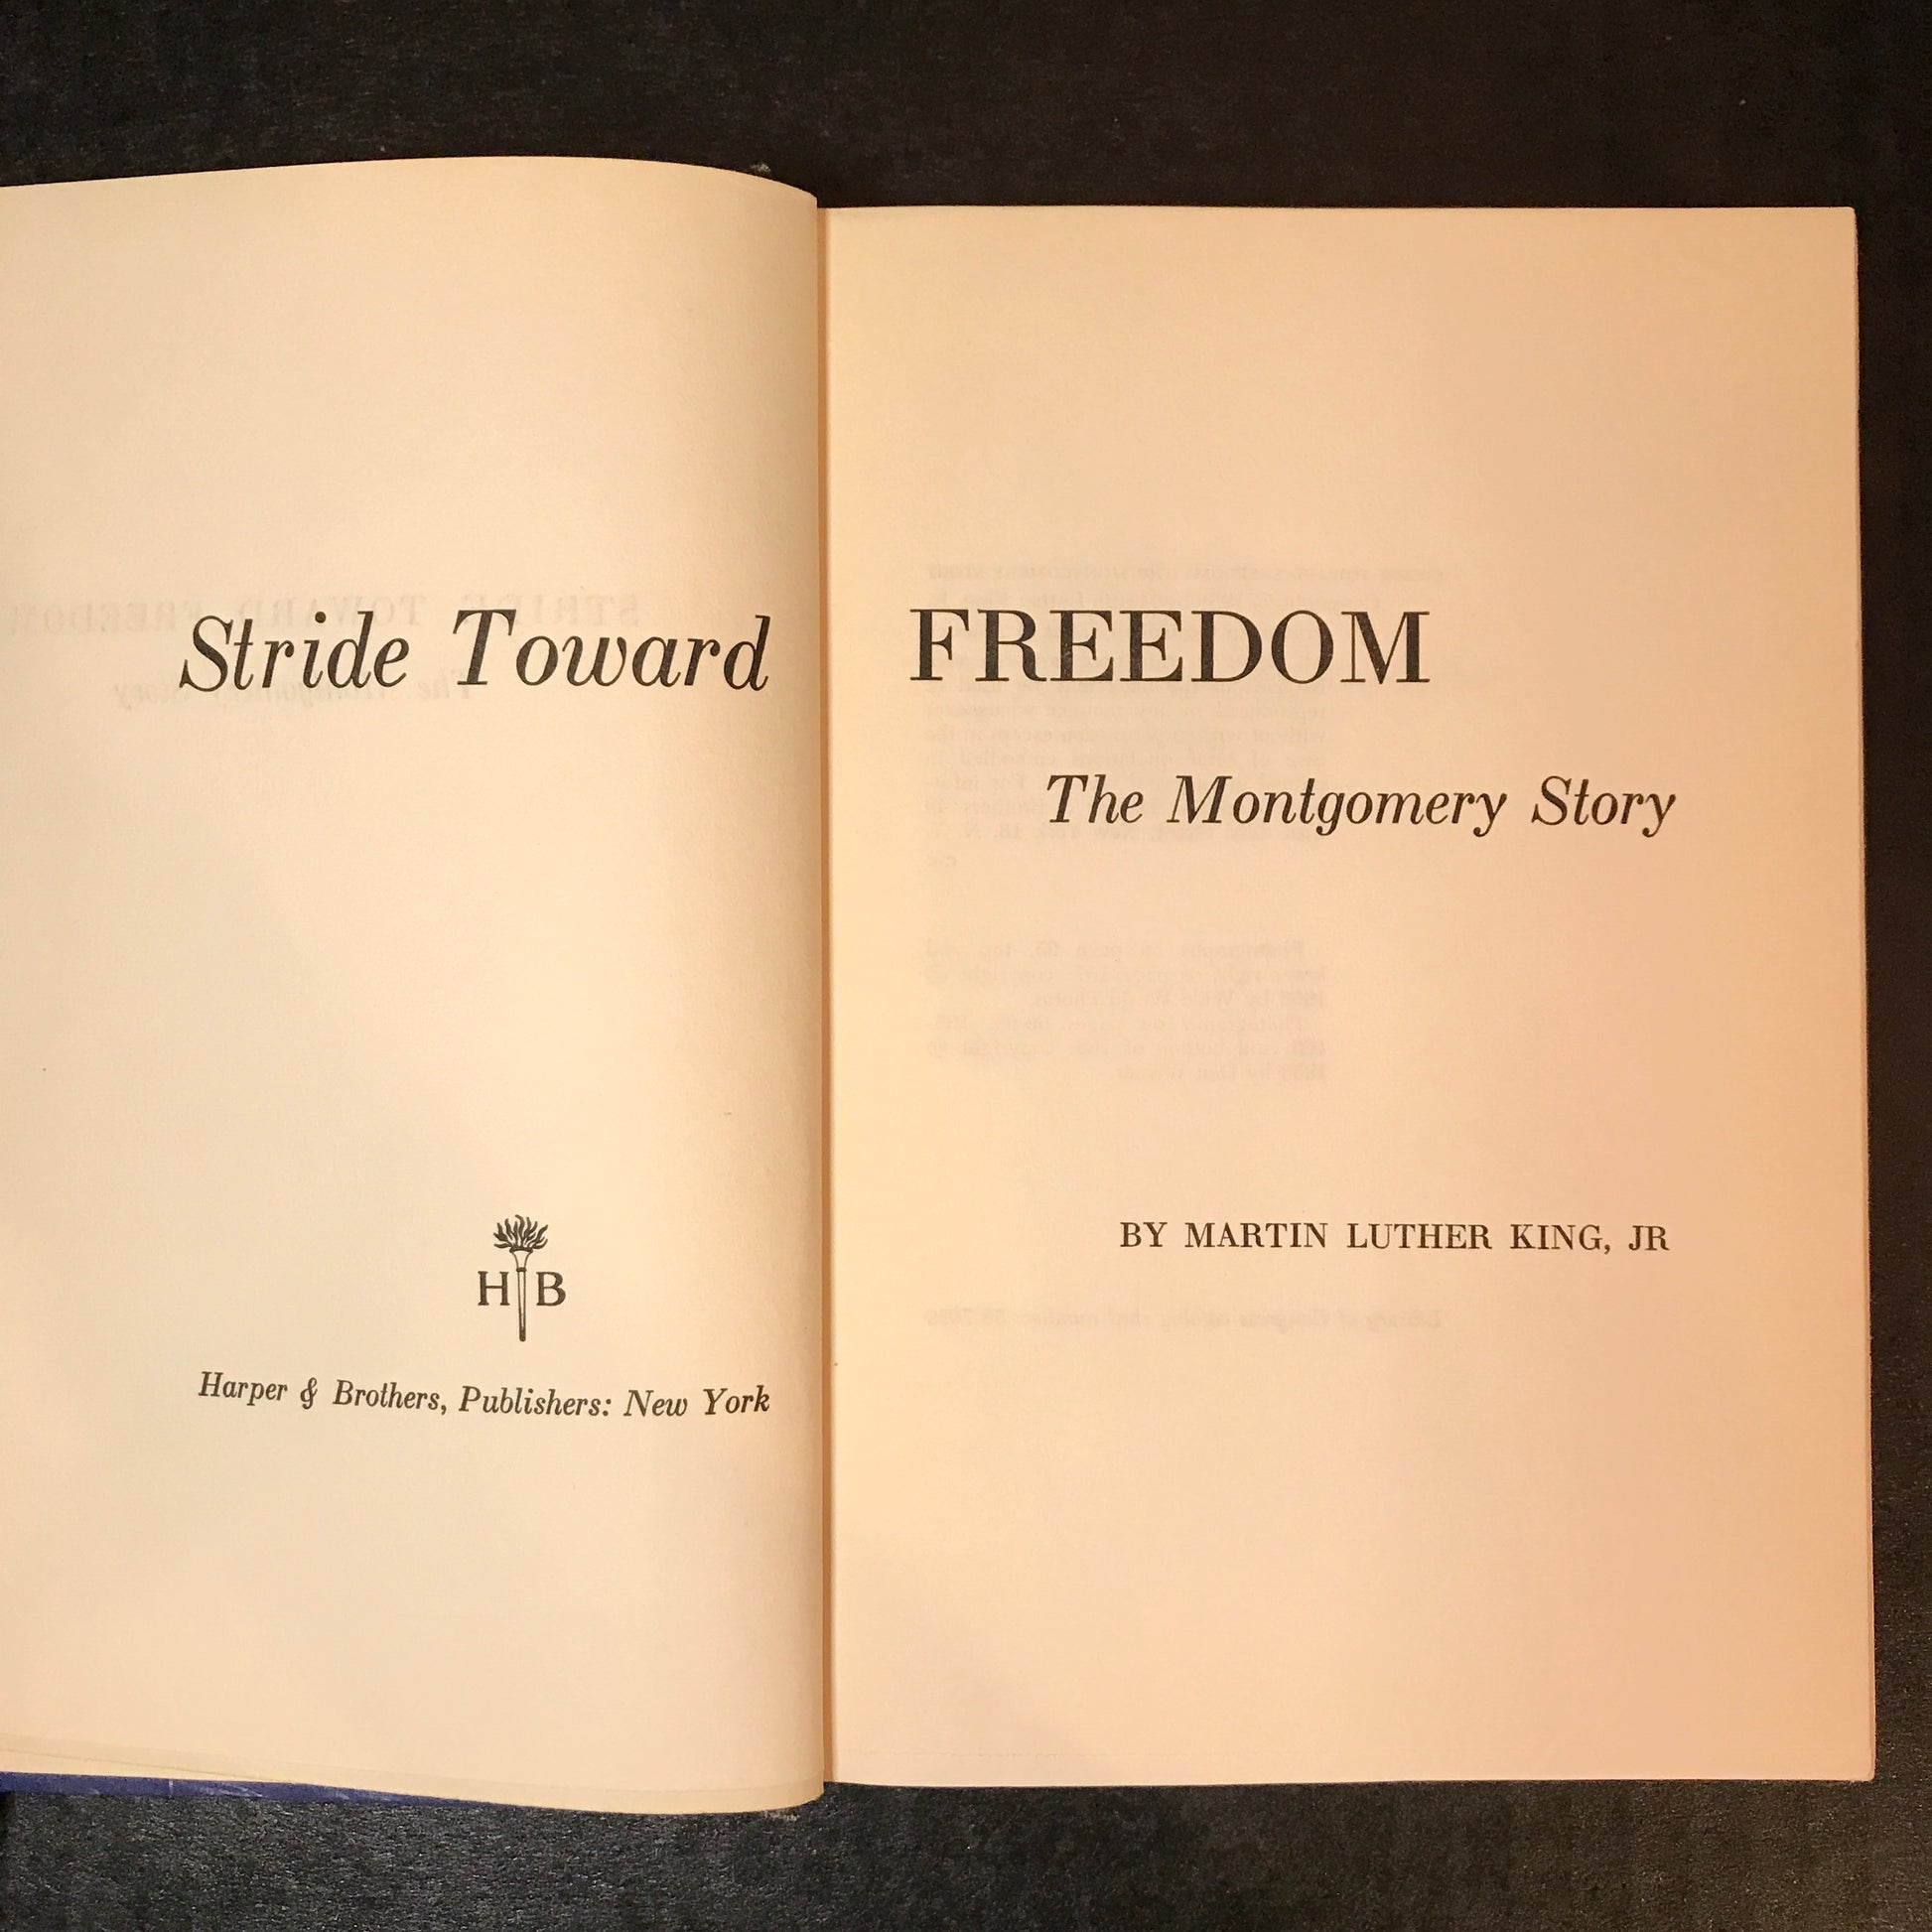 Stride Toward FREEDOM
The Montgomery Story
BY MARTIN LUTHER KING, JR
H B
Harper & Brothers, Publishers: New York